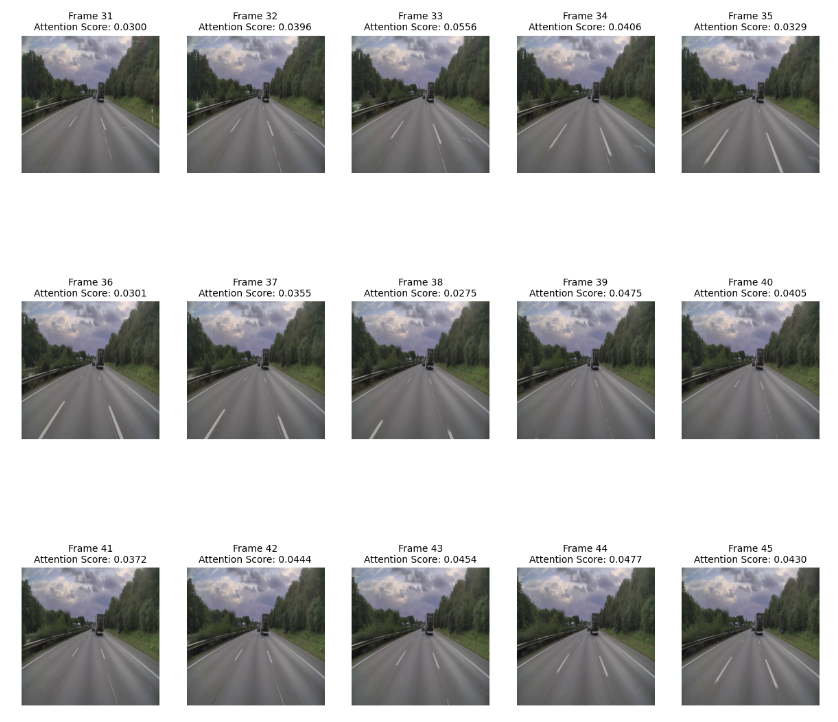 Frame 31
Attention Score: 0.0300
Frame 32
Attention Score: 0.0396
Frame 33
Attention Score: 0.0556
Frame 34
Attention Score: 0.0406
Frame 35
Attention Score: 0.0329
Frame 36
Attention Score: 0.0301
Frame 37
Attention Score: 0.0355
Frame 38
Attention Score: 0.0275
Frame 39
Attention Score: 0.0475
Frame 40
Attention Score: 0.0405
Frame 41
Attention Score: 0.0372
Frame 42
Attention Score: 0.0444
Frame 43
Attention Score: 0.0454
Frame 44
Attention Score: 0.0477
Frame 45
Attention Score: 0.0430